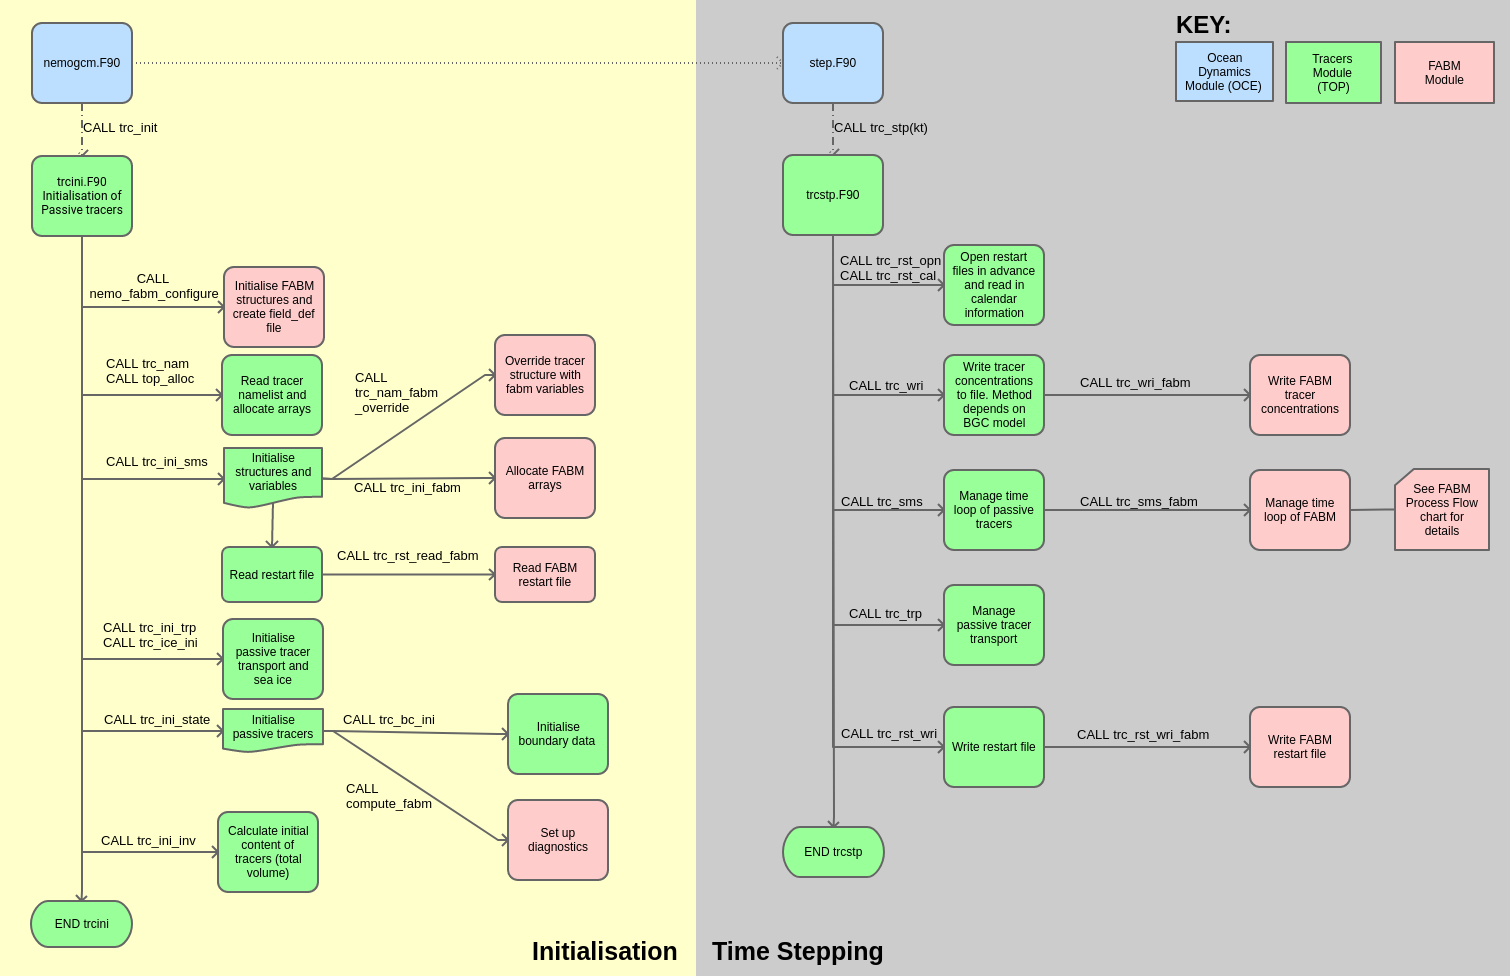 nemogcm.F90
CALL trc_init
trcini.F90
Initialisation of
Passive tracers
CALL
nemo_fabm_configure
Initialise FABM
structures and
create field_def
file
CALL trc_nam
CALL top_alloc
Read tracer
namelist and
allocate arrays
CALL
trc_nam_fabm
_override
Override tracer
structure with
fabm variables
CALL trc_ini_sms
Initialise
structures and
variables
CALL trc_ini_fabm
Allocate FABM
arrays
Read restart file
CALL trc_rst_read_fabm
Read FABM
restart file
CALL trc_ini_trp
CALL trc_ice_ini
Initialise
passive tracer
transport and
sea ice
CALL trc_ini_state
Initialise
passive tracers
CALL trc_bc_ini
Initialise
boundary data
CALL
compute_fabm
Set up
diagnostics
CALL trc_ini_inv
Calculate initial
content of
tracers (total
volume)
END trcini
Initialisation
step.F90
CALL trc_stp(kt)
trcstp.F90
CALL trc_rst_opn
CALL trc_rst_cal
Open restart
files in advance
and read in
calendar
information
CALL trc_wri
Write tracer
concentrations
to file. Method
depends on
BGC model
CALL trc_wri_fabm
Write FABM
tracer
concentrations
CALL trc_sms
Manage time
loop of passive
tracers
CALL trc_sms_fabm
Manage time
loop of FABM
See FABM
Process Flow
chart for
details
CALL trc_trp
Manage
passive tracer
transport
CALL trc_rst_wri
Write restart file
CALL trc_rst_wri_fabm
Write FABM
restart file
END trcstp
Time Stepping
KEY:
Ocean
Dynamics
Module (OCE)
Tracers
Module
(TOP)
FABM
Module